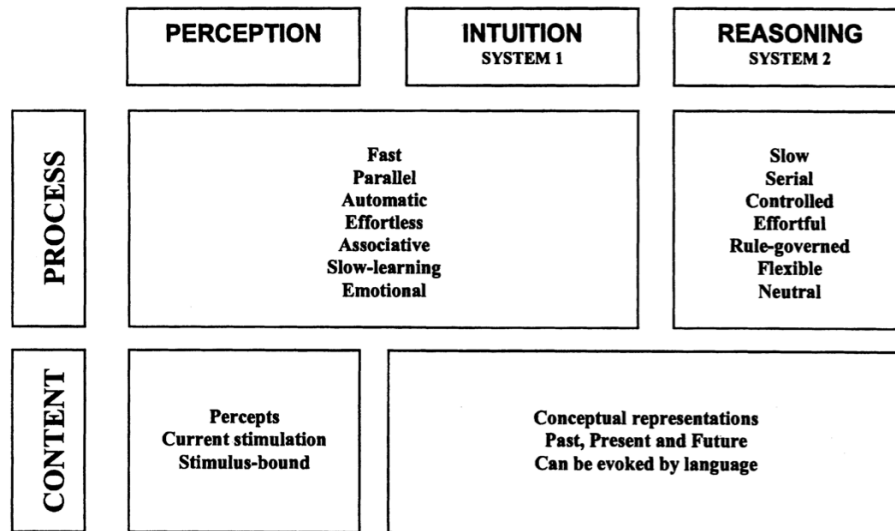 PERCEPTION
INTUITION
SYSTEM 1
REASONING
SYSTEM 2
PROCESS
Fast
Parallel
Automatic
Effortless
Associative
Slow-learning
Emotional
Slow
Serial
Controlled
Effortful
Rule-governed
Flexible
Neutral
CONTENT
Percepts
Current stimulation
Stimulus-bound
Conceptual representations
Past, Present and Future
Can be evoked by language